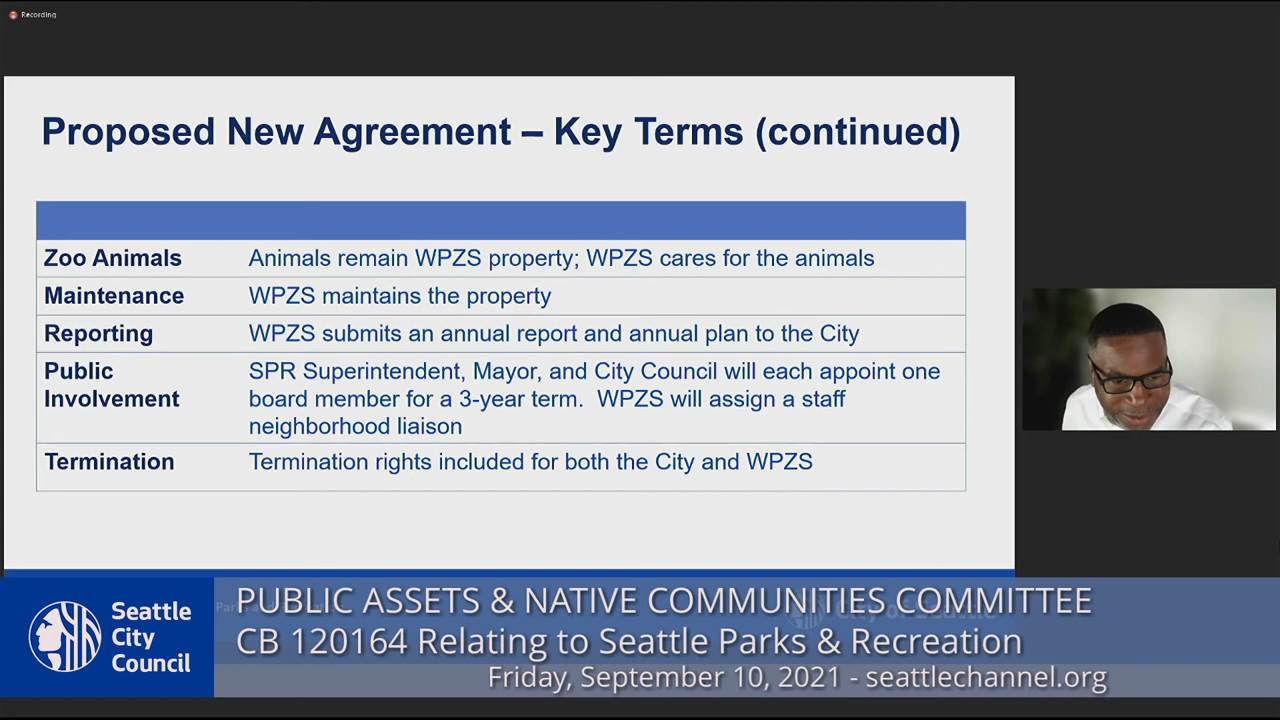 Recording
Proposed New Agreement – Key Terms (continued)
Zoo Animals Animals remain WPZS property; WPZS cares for the animals
Maintenance WPZS maintains the property
Reporting WPZS submits an annual report and annual plan to the City
Public SPR Superintendent, Mayor, and City Council will each appoint one
Involvement board member for a 3-year term. WPZS will assign a staff
neighborhood liaison
Termination Termination rights included for both the City and WPZS
Seattle
City
Council
PUBLIC ASSETS & NATIVE COMMUNITIES COMMITTEE
CB 120164 Relating to Seattle Parks & Recreation
Friday, September 10, 2021 - seattlechannel.org